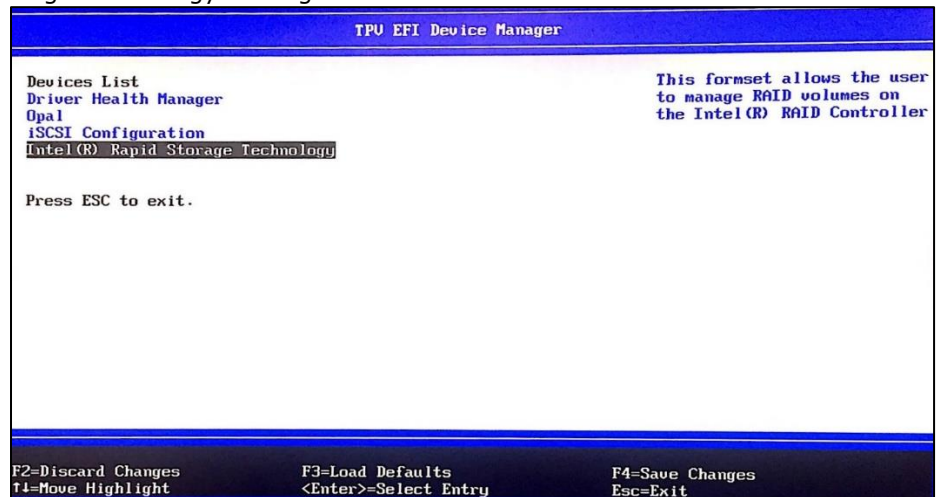 TPV EFI Device Manager
Devices List
Driver Health Manager
Opal
iSCSI Configuration
Intel(R) Rapid Storage Technology
Press ESC to exit.
This formset allows the user
to manage RAID volumes on
the Intel(R) RAID Controller
F2=Discard Changes
F3=Load Defaults
F4=Save Changes
↑↓=Move Highlight
<Enter>=Select Entry
Esc=Exit